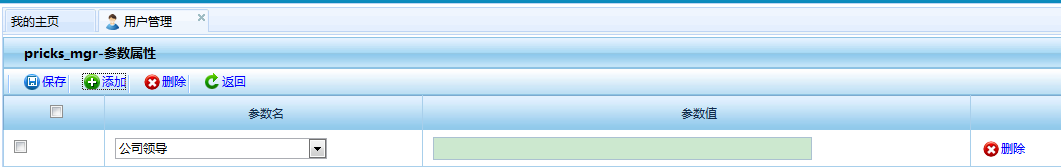 我的主页 用户管理
pricks_mgr-参数属性
保存 添加 删除 返回
参数名 参数值
公司领导 删除